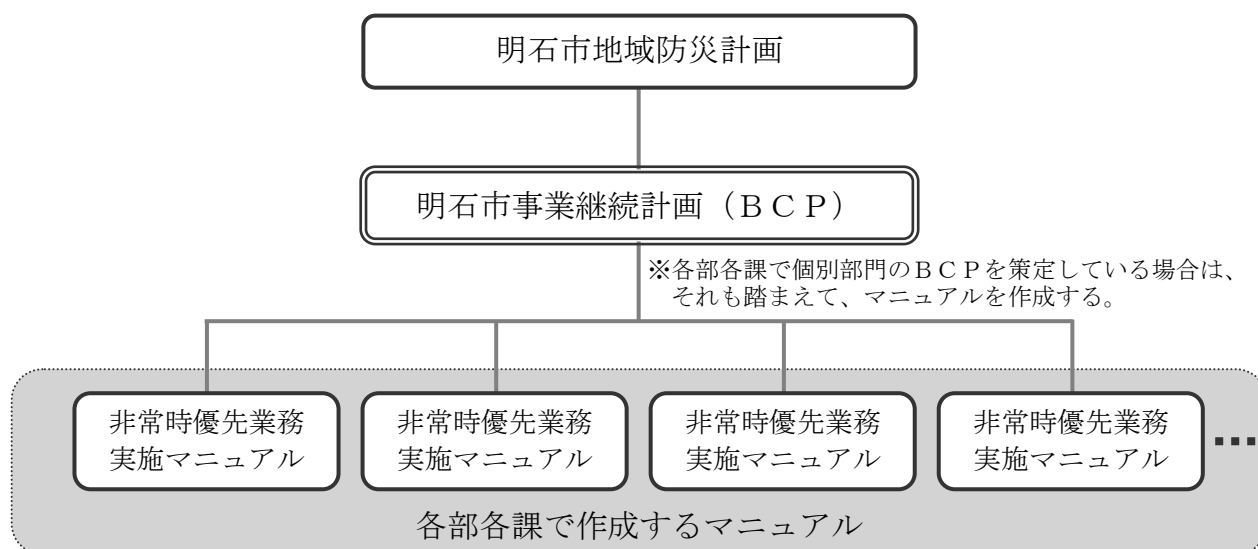 明石市地域防災計画
明石市事業継続計画（ＢＣＰ）
※各部各課で個別部門のＢＣＰを策定している場合は、
それも踏まえて、マニュアルを作成する。
非常時優先業務
実施マニュアル
非常時優先業務
実施マニュアル
非常時優先業務
実施マニュアル
非常時優先業務
実施マニュアル
…
各部各課で作成するマニュアル